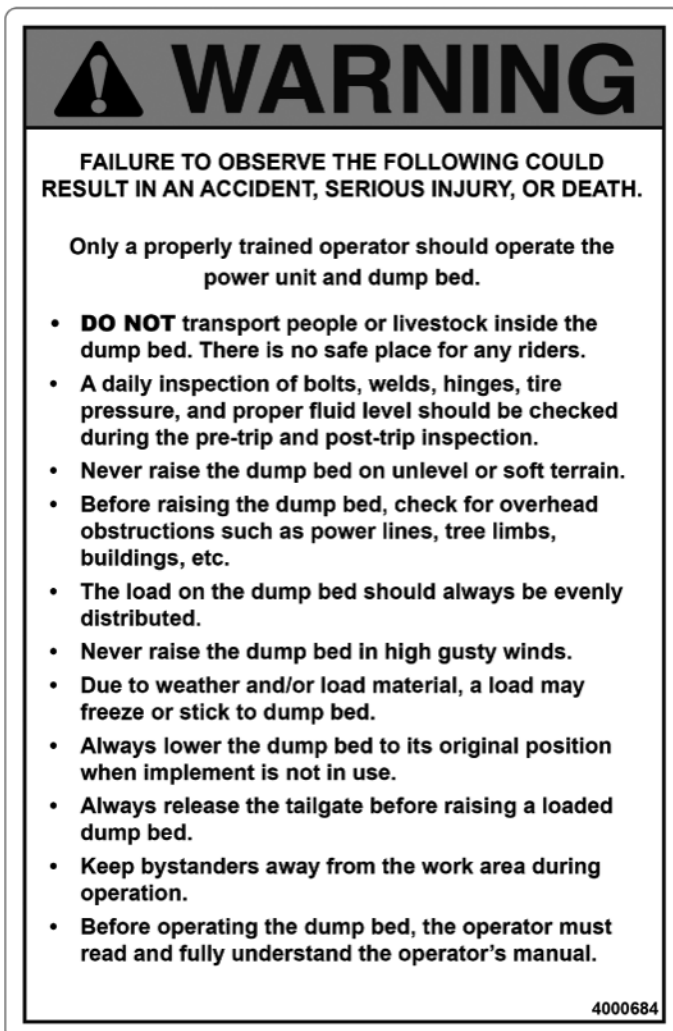 WARNING
FAILURE TO OBSERVE THE FOLLOWING COULD
RESULT IN AN ACCIDENT, SERIOUS INJURY, OR DEATH.
Only a properly trained operator should operate the
power unit and dump bed.
• DO NOT transport people or livestock inside the
dump bed. There is no safe place for any riders.
• A daily inspection of bolts, welds, hinges, tire
pressure, and proper fluid level should be checked
during the pre-trip and post-trip inspection.
• Never raise the dump bed on unlevel or soft terrain.
• Before raising the dump bed, check for overhead
obstructions such as power lines, tree limbs,
buildings, etc.
• The load on the dump bed should always be evenly
distributed.
• Never raise the dump bed in high gusty winds.
• Due to weather and/or load material, a load may
freeze or stick to dump bed.
• Always lower the dump bed to its original position
when implement is not in use.
• Always release the tailgate before raising a loaded
dump bed.
• Keep bystanders away from the work area during
operation.
• Before operating the dump bed, the operator must
read and fully understand the operator's manual.
4000684